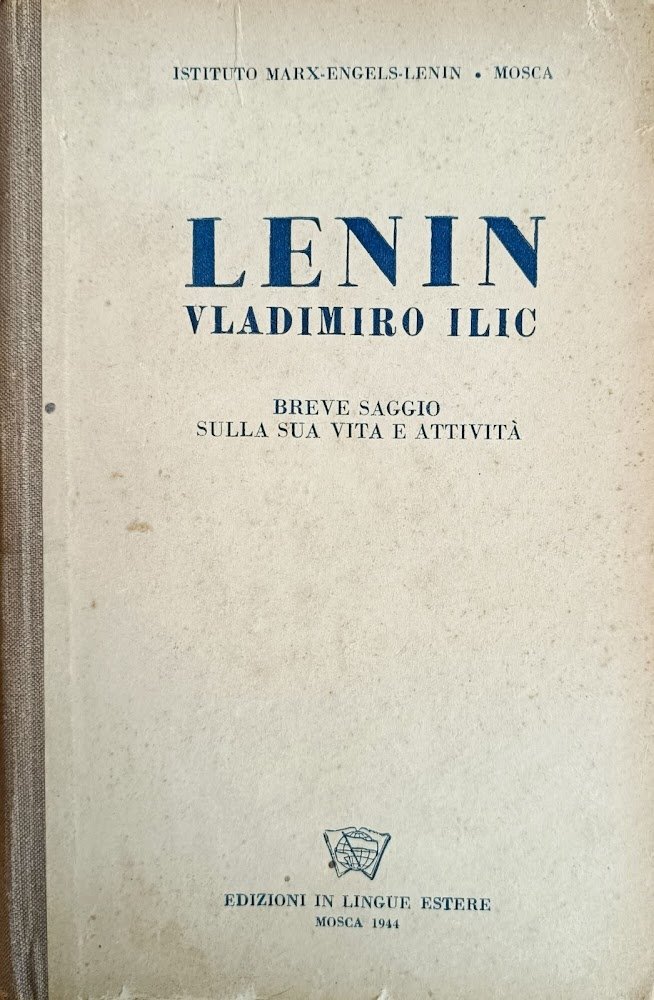 ISTITUTO MARX-ENGELS-LENIN • MOSCA
LENIN
VLADIMIRO ILIC
BREVE SAGGIO
SULLA SUA VITA E ATTIVITÀ
EDIZIONI IN LINGUE ESTERE
MOSCA 1944